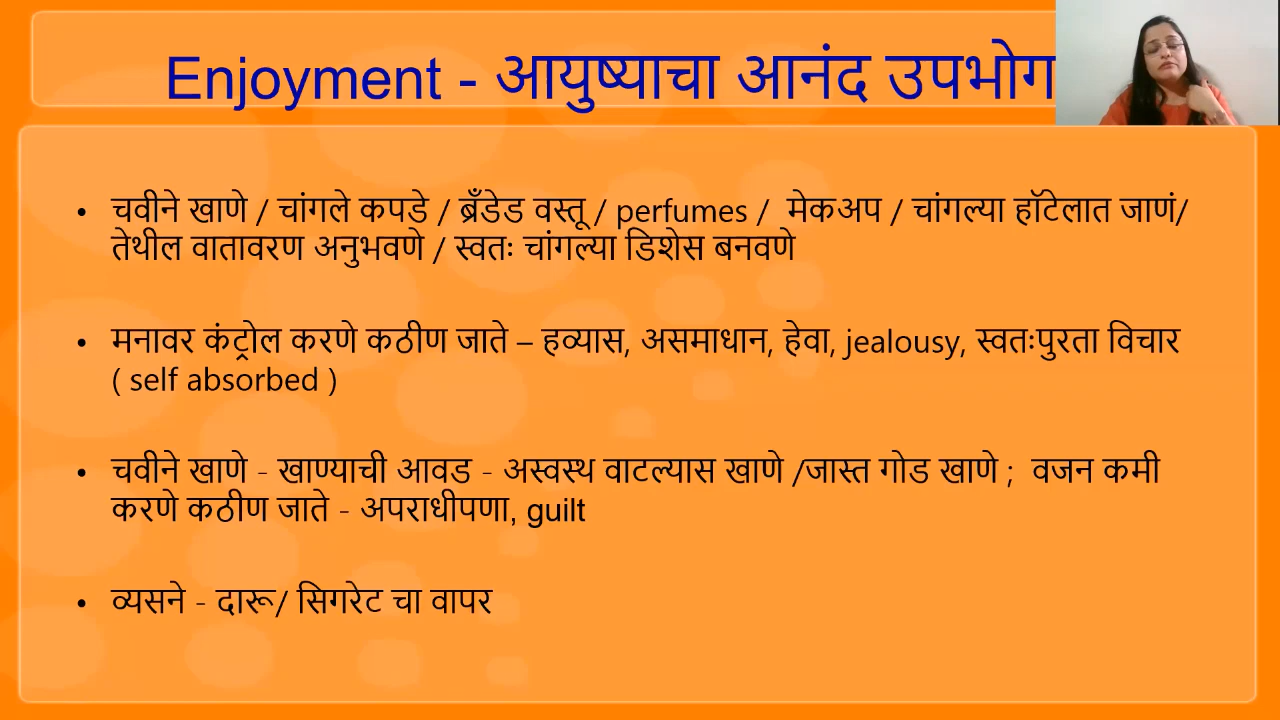 Enjoyment - आयुष्याचा आनंद उपभोग
• चवीने खाणे / चांगले कपडे / ब्रँडेड वस्तू / perfumes / मेकअप / चांगल्या हॉटेलात जाणं/
तेथील वातावरण अनुभवणे / स्वतः चांगल्या डिशेस बनवणे
• मनावर कंट्रोल करणे कठीण जाते – हव्यास, असमाधान, हेवा, jealousy, स्वतःपुरता विचार
( self absorbed )
• चवीने खाणे - खाण्याची आवड - अस्वस्थ वाटल्यास खाणे /जास्त गोड खाणे ; वजन कमी
करणे कठीण जाते - अपराधीपणा, guilt
• व्यसने - दारू/ सिगरेट चा वापर